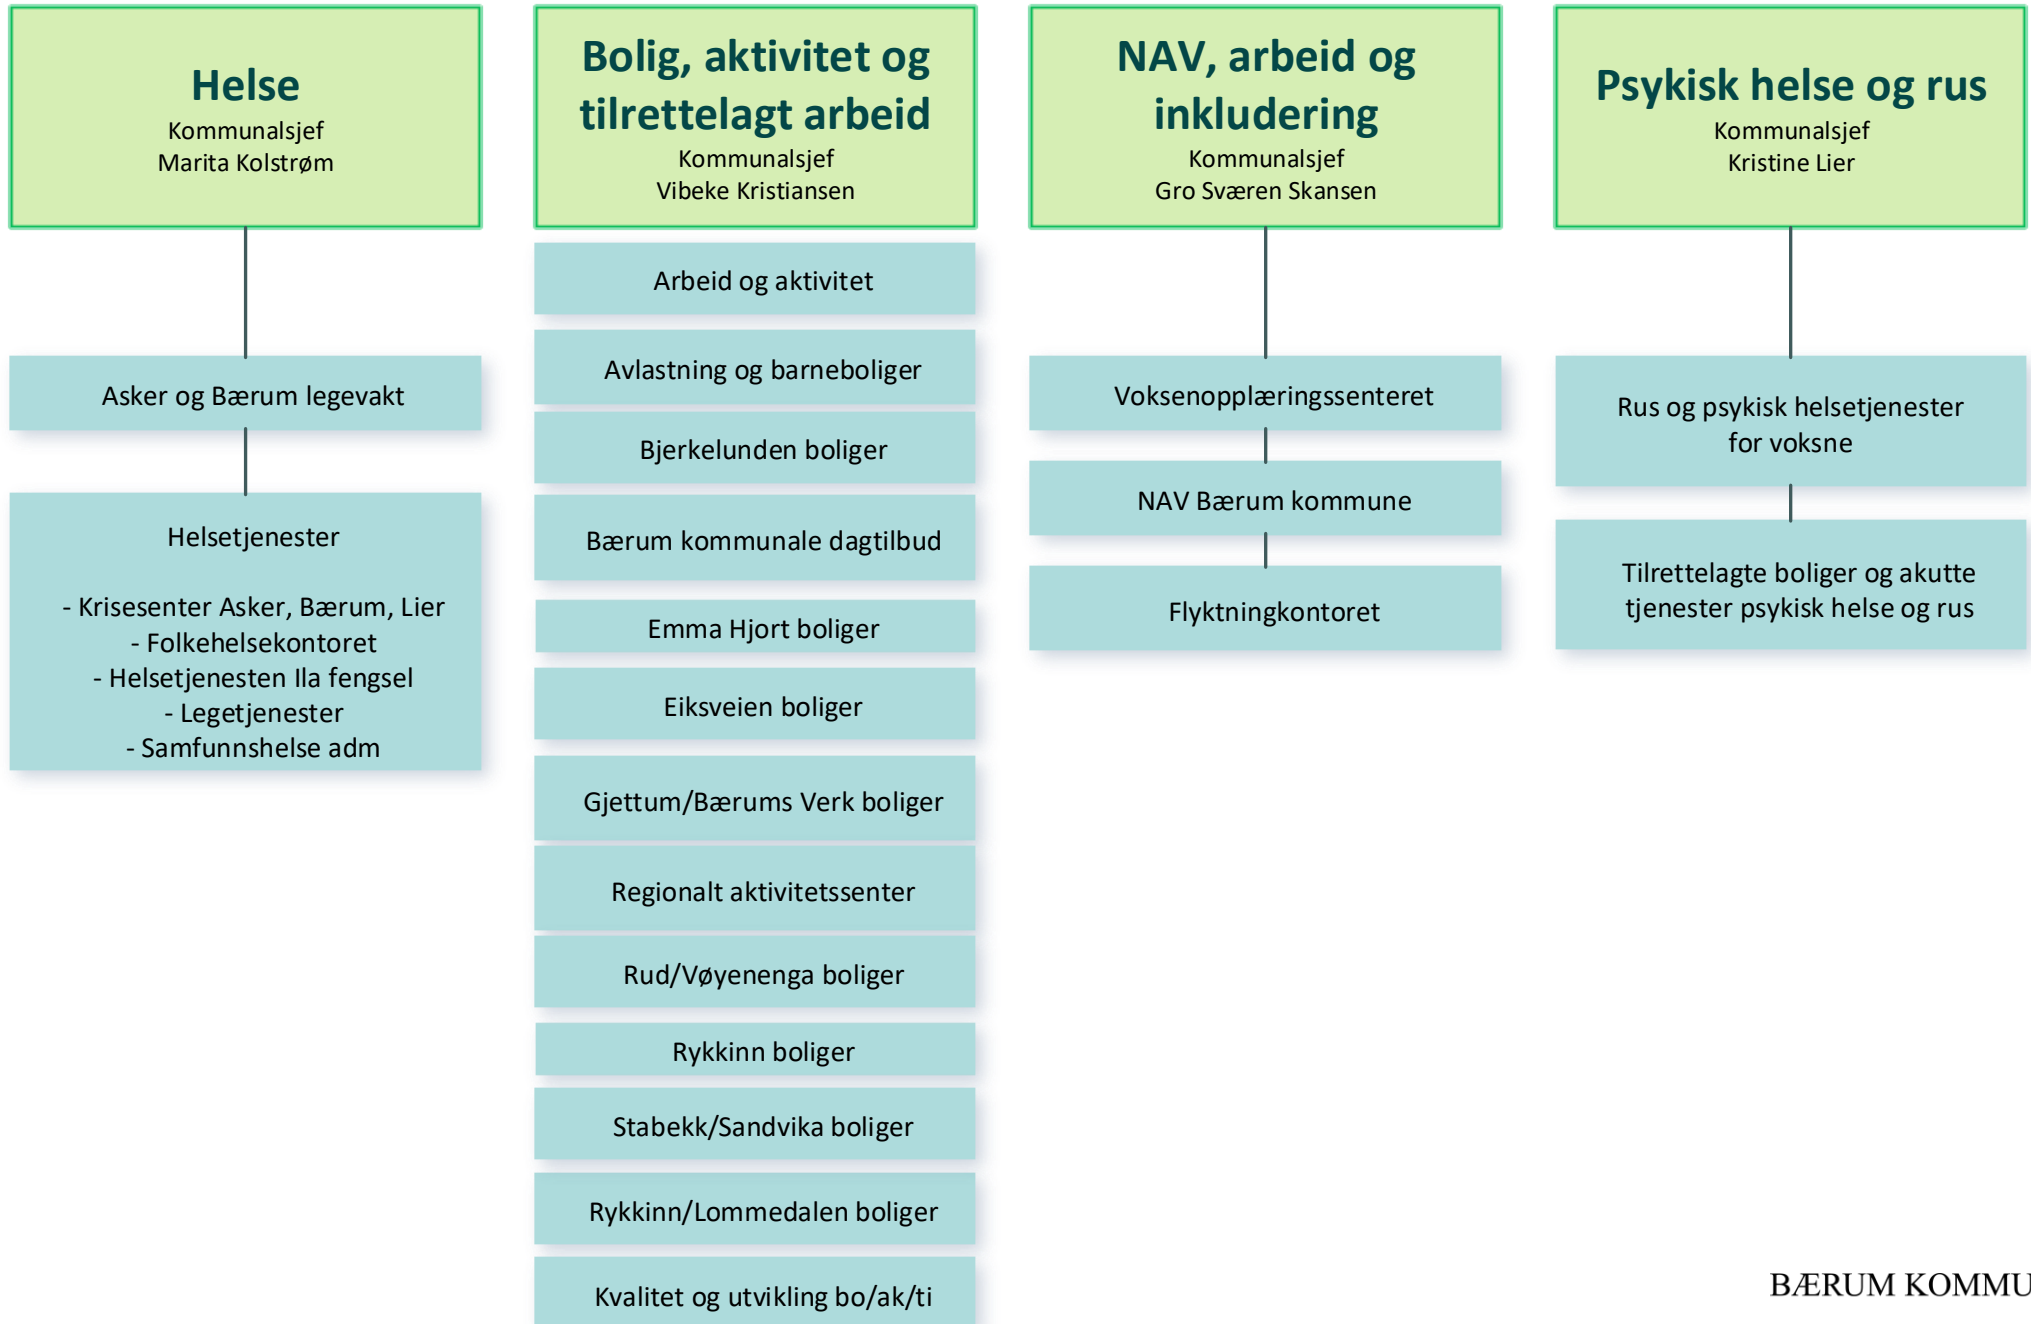 Helse
Kommunalsjef
Marita Kolstrøm
Asker og Bærum legevakt
Helsetjenester
- Krisesenter Asker, Bærum, Lier
- Folkehelsekontoret
- Helsetjenesten Ila fengsel
- Legetjenester
- Samfunnshelse adm
Bolig, aktivitet og
tilrettelagt arbeid
Kommunalsjef
Vibeke Kristiansen
Arbeid og aktivitet
Avlastning og barneboliger
Bjerkelunden boliger
Bærum kommunale dagtilbud
Emma Hjort boliger
Eiksveien boliger
Gjettum/Bærums Verk boliger
Regionalt aktivitetssenter
Rud/Vøyenenga boliger
Rykkinn boliger
Stabekk/Sandvika boliger
Rykkinn/Lommedalen boliger
Kvalitet og utvikling bo/ak/ti
NAV, arbeid og
inkludering
Kommunalsjef
Gro Sværen Skansen
Voksenopplæringssenteret
NAV Bærum kommune
Flyktningkontoret
Psykisk helse og rus
Kommunalsjef
Kristine Lier
Rus og psykisk helsetjenester
for voksne
Tilrettelagte boliger og akutte
tjenester psykisk helse og rus
BÆRUM KOMMU